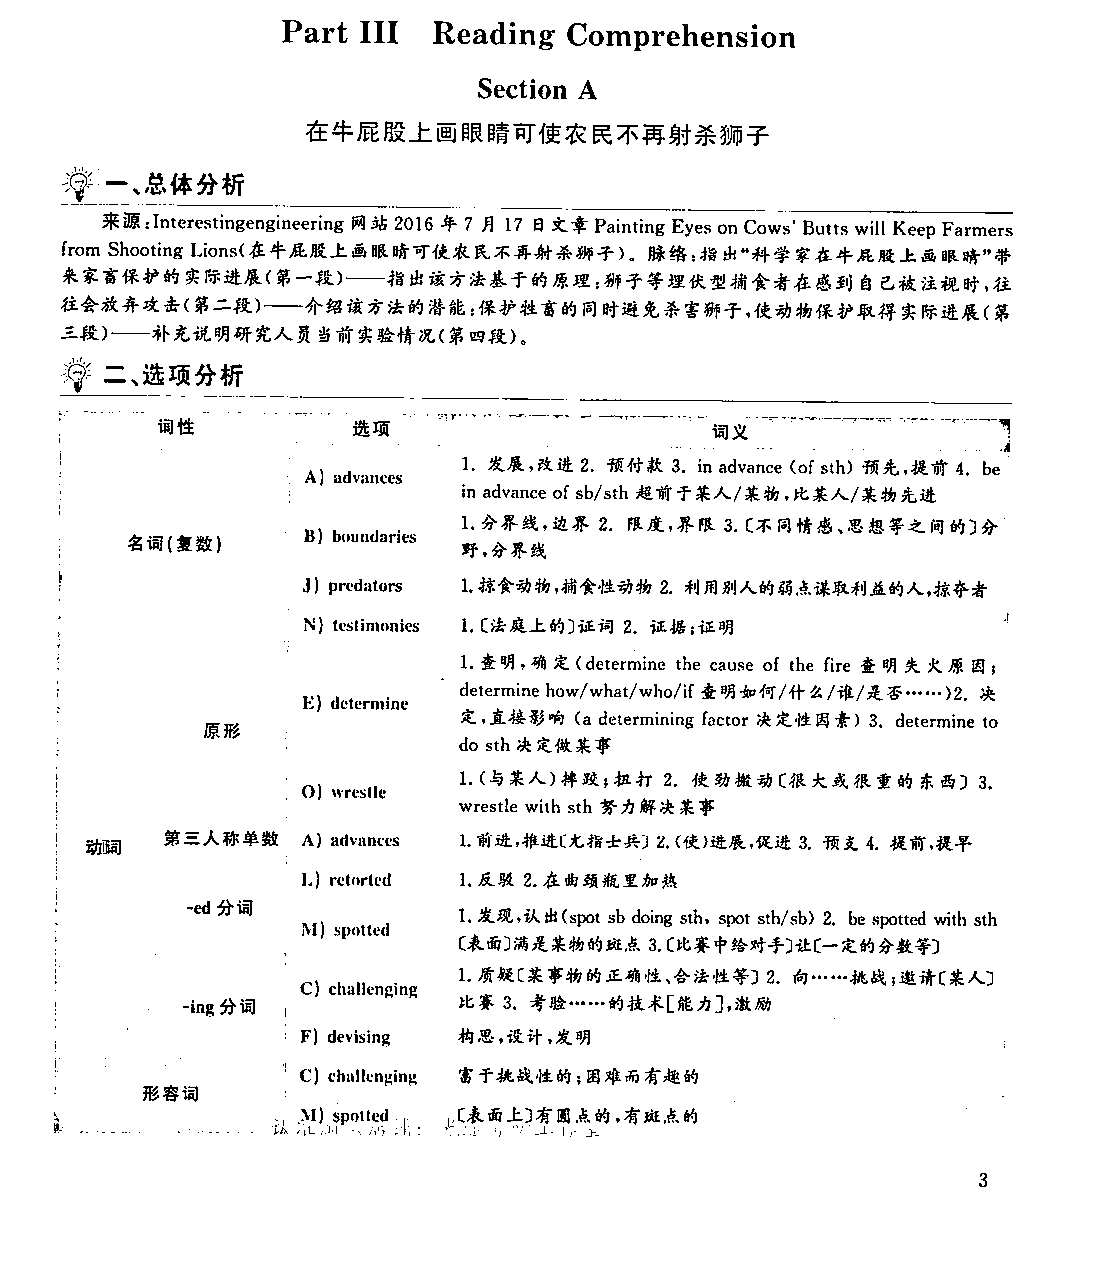 Part III Reading Comprehension
Section A
在牛屁股上画眼睛可使农民不再射杀狮子
一、总体分析
来源:Interestingengineering 网站 2016 年 7 月 17 日文章 Painting Eyes on Cows' Butts will Keep Farmers
from Shooting Lions(在牛屁股上画眼睛可使农民不再射杀狮子)。脉络:指出“科学家在牛屁股上画眼睛”带
来家畜保护的实际进展(第一段)——指出该方法基于的原理:狮子等埋伏型捕食者在感到自己被注视时,往
往会放弃攻击(第二段)——介绍该方法的潜能:保护牲畜的同时避免杀害狮子,使动物保护取得实际进展(第
三段)——补充说明研究人员当前实验情况(第四段)。
二、选项分析
词性 选项 词义
名词(复数)
A) advances 1. 发展,改进 2. 预付款 3. in advance (of sth) 预先,提前 4. be
in advance of sb/sth 超前于某人/某物,比某人/某物先进
B) boundaries 1. 分界线,边界 2. 限度,界限 3.〔不同情感、思想等之间的〕分
野,分界线
J) predators 1. 掠食动物,捕食性动物 2. 利用别人的弱点谋取利益的人,掠夺者
N) testimonies 1.〔法庭上的〕证词 2. 证据;证明
动词
原形
E) determine 1. 查明,确定(determine the cause of the fire 查明失火原因;
determine how/what/who/if 查明如何/什么/谁/是否……)2. 决
定,直接影响 (a determining factor 决定性因素) 3. determine to
do sth 决定做某事
O) wrestle 1.(与某人)摔跤;扭打 2. 使劲搬动〔很大或很重的东西〕 3.
wrestle with sth 努力解决某事
第三人称单数 A) advances 1. 前进,推进〔尤指士兵〕 2.(使)进展,促进 3. 预支 4. 提前,提早
-ed 分词
L) retorted 1. 反驳 2. 在曲颈瓶里加热
M) spotted 1. 发现,认出(spot sb doing sth, spot sth/sb) 2. be spotted with sth
〔表面〕满是某物的斑点 3.〔比赛中给对手〕让〔一定的分数等〕
-ing 分词
C) challenging 1. 质疑〔某事物的正确性、合法性等〕 2. 向……挑战;邀请〔某人〕
比赛 3. 考验……的技术[能力],激励
F) devising 构思,设计,发明
形容词
C) challenging 富于挑战性的;困难而有趣的
M) spotted 〔表面上〕有圆点的,有斑点的
3